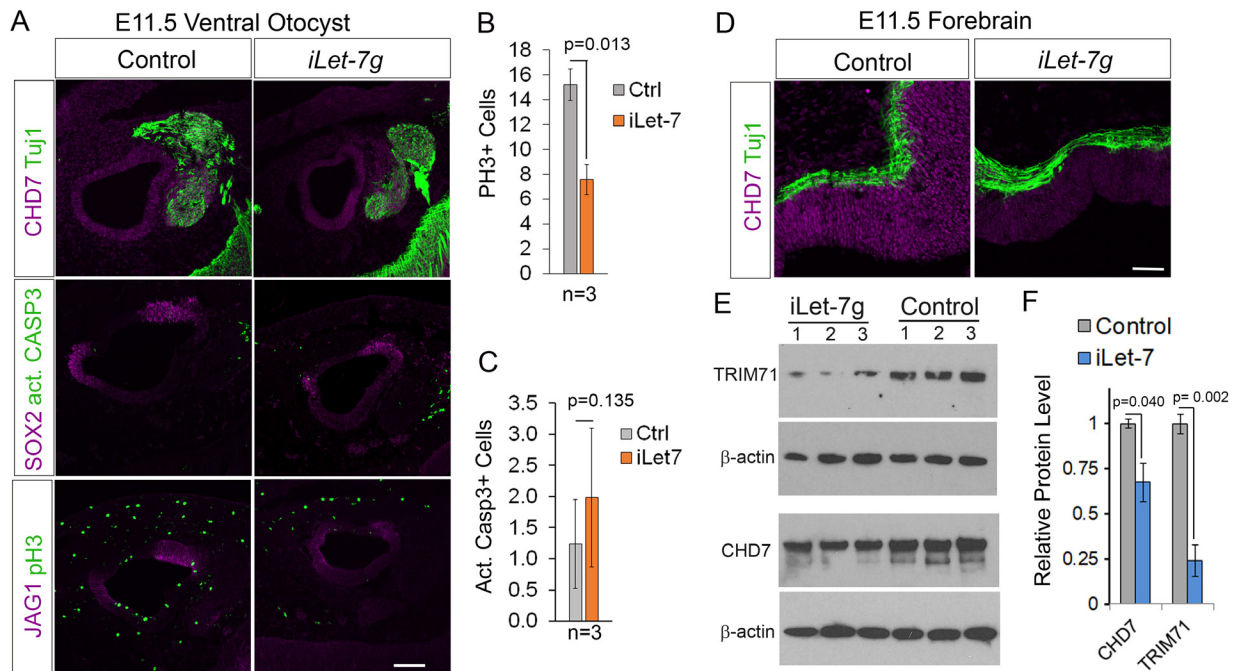 A
E11.5 Ventral Otocyst
Control
iLet-7g
CHD7 Tuj1
SOX2 act. CASP3
JAG1 pH3
B
p=0.013
PH3+ Cells
18
16
14
12
10
8
6
4
2
0
Ctrl
iLet-7
n=3
C
p=0.135
Act. Casp3+ Cells
3.5
3.0
2.5
2.0
1.5
1.0
0.5
0.0
Ctrl
iLet7
n=3
D
E11.5 Forebrain
Control
iLet-7g
CHD7 Tuj1
E
iLet-7g Control
1 2 3 1 2 3
TRIM71
β-actin
CHD7
β-actin
F
Control
iLet-7
p=0.040 p= 0.002
Relative Protein Level
1
0.75
0.5
0.25
0
CHD7
TRIM71